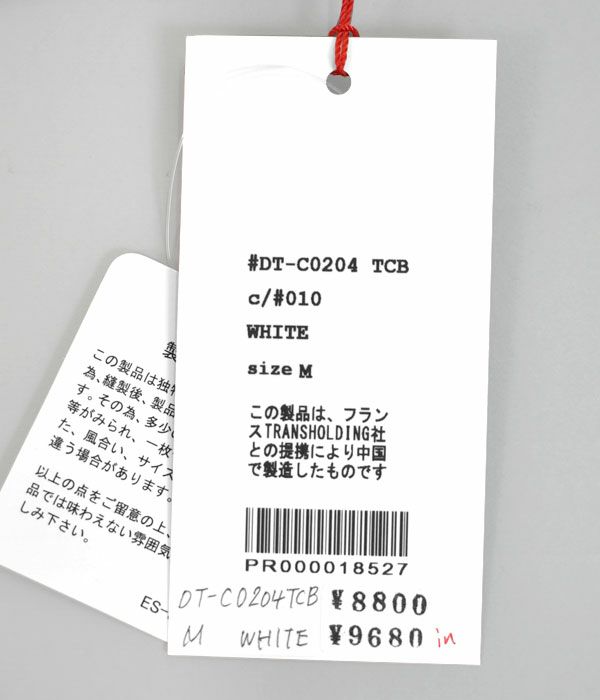 #DT-C0204 TCB
c/#010
WHITE
size M
この製品は、フラン
スTRANSHOLDING社
との提携により中国
で製造したものです
PR000018527
DT-C0204TCB ¥8800
M WHITE ¥9680 in
製
この製品は独特
為、縫製後、製品
す。その為、多少
等がみられ、一枚
た、風合い、サイズ
違う場合があります。
以上の点をご留意の上、
品では味わえない雰囲気
しみ下さい。
ES-